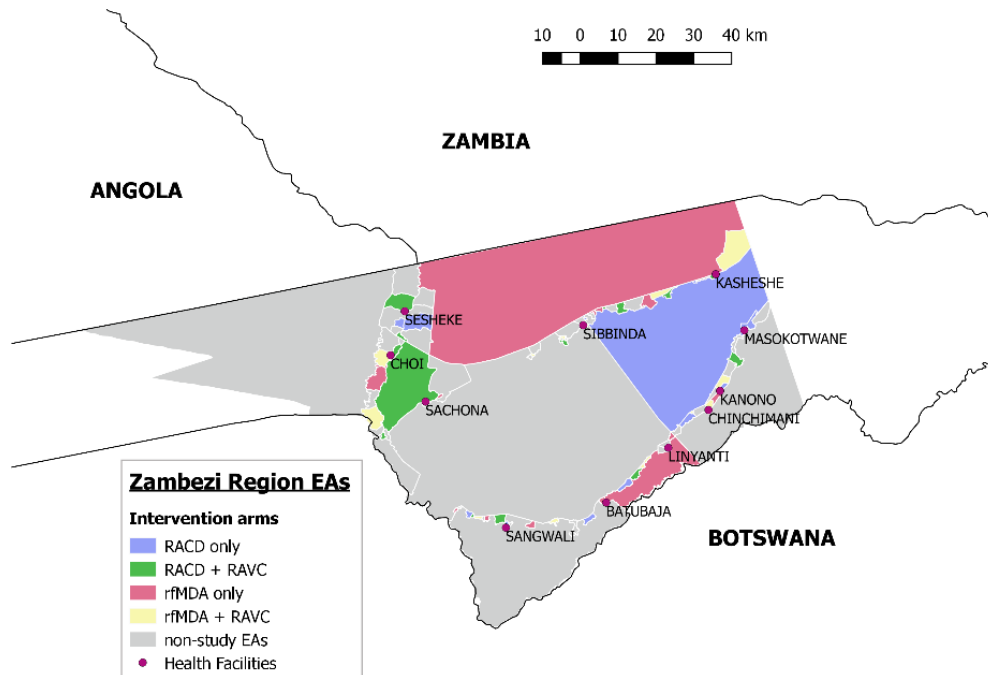 10 0 10 20 30 40 km
ZAMBIA
ANGOLA
KASHESHE
SESHEKE
SIBBINDA
MASOKOTWANE
CHOI
KANONO
SACHONA
CHINCHIMANI
LINYANTI
Zambezi Region EAs
BATUBAJA
Intervention arms
SANGWALI
BOTSWANA
RACD only
RACD + RAVC
rfMDA only
rfMDA + RAVC
non-study EAs
Health Facilities